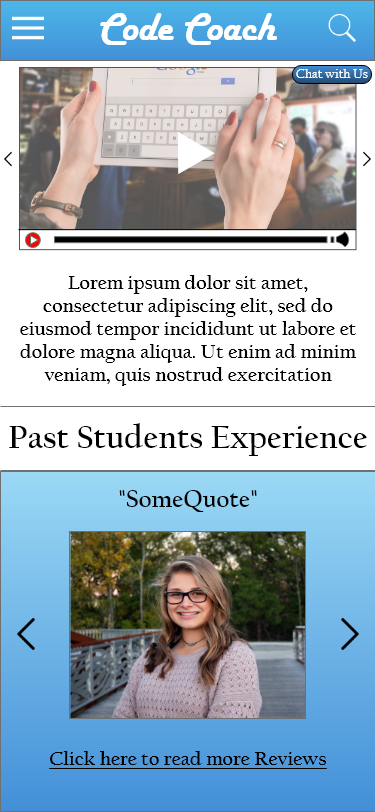 Code Coach
Chat with Us
Google
Lorem ipsum dolor sit amet,
consectetur adipiscing elit, sed do
eiusmod tempor incididunt ut labore et
dolore magna aliqua. Ut enim ad minim
veniam, quis nostrud exercitation
Past Students Experience
"SomeQuote"
Click here to read more Reviews